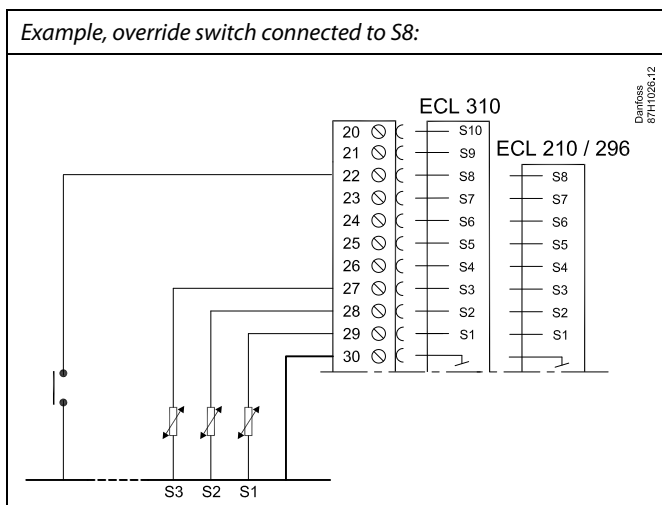 Example, override switch connected to S8:
Danfoss
87H1026.12
ECL 310
ECL 210 / 296
20 S10
21 S9
22 S8 S8
23 S7 S7
24 S6 S6
25 S5 S5
26 S4 S4
27 S3 S3
28 S2 S2
29 S1 S1
30
S3 S2 S1